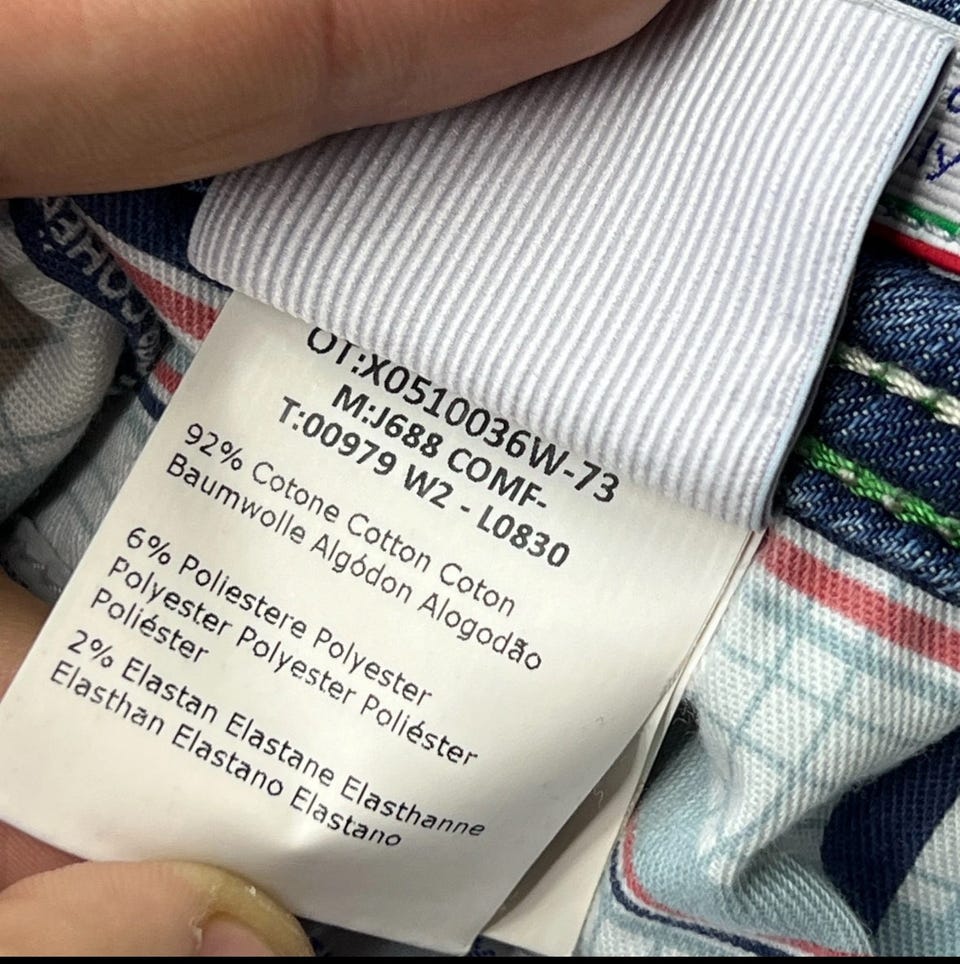 OT:X0510036W-73
M:J688 COMF-
T:00979 W2 - L0830
92% Cotone Cotton Coton
Baumwolle Algódon Alogodão
6% Poliestere Polyester
Polyester Polyester Poliéster
Poliéster
2% Elastan Elastane Elasthanne
Elasthan Elastano Elastano